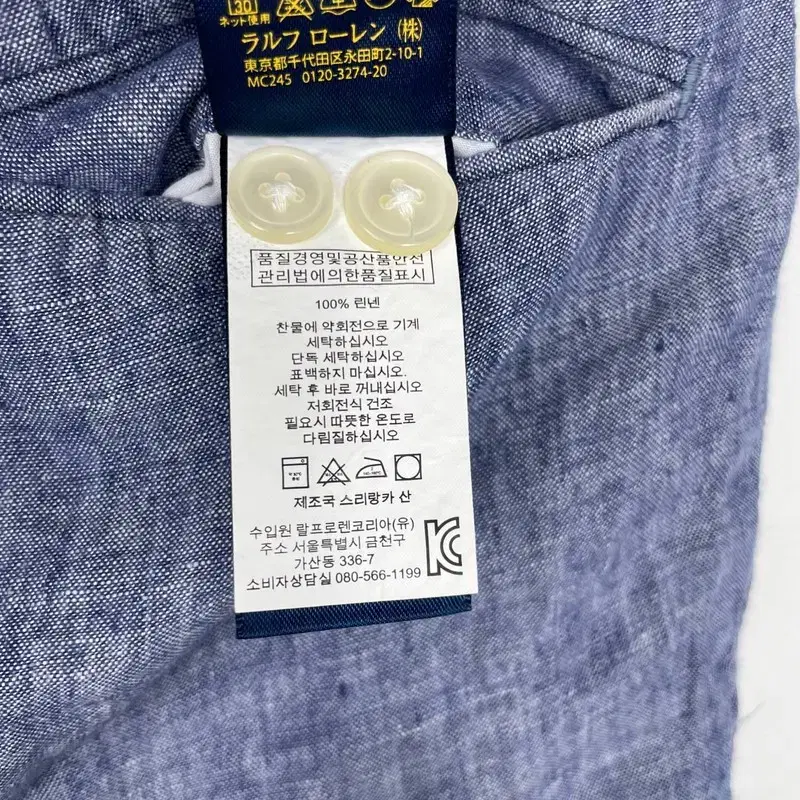 30
ネット使用
ラルフ ローレン (株)
東京都千代田区永田町2-10-1
MC245 0120-3274-20
품질경영및공산품안전
관리법에의한품질표시
100% 린넨
찬물에 약회전으로 기계
세탁하십시오
단독 세탁하십시오
표백하지 마십시오.
세탁 후 바로 꺼내십시오
저회전식 건조
필요시 따뜻한 온도로
다림질하십시오
제조국 스리랑카 산
수입원 랄프로렌코리아(유)
주소 서울특별시 금천구
가산동 336-7
소비자상담실 080-566-1199